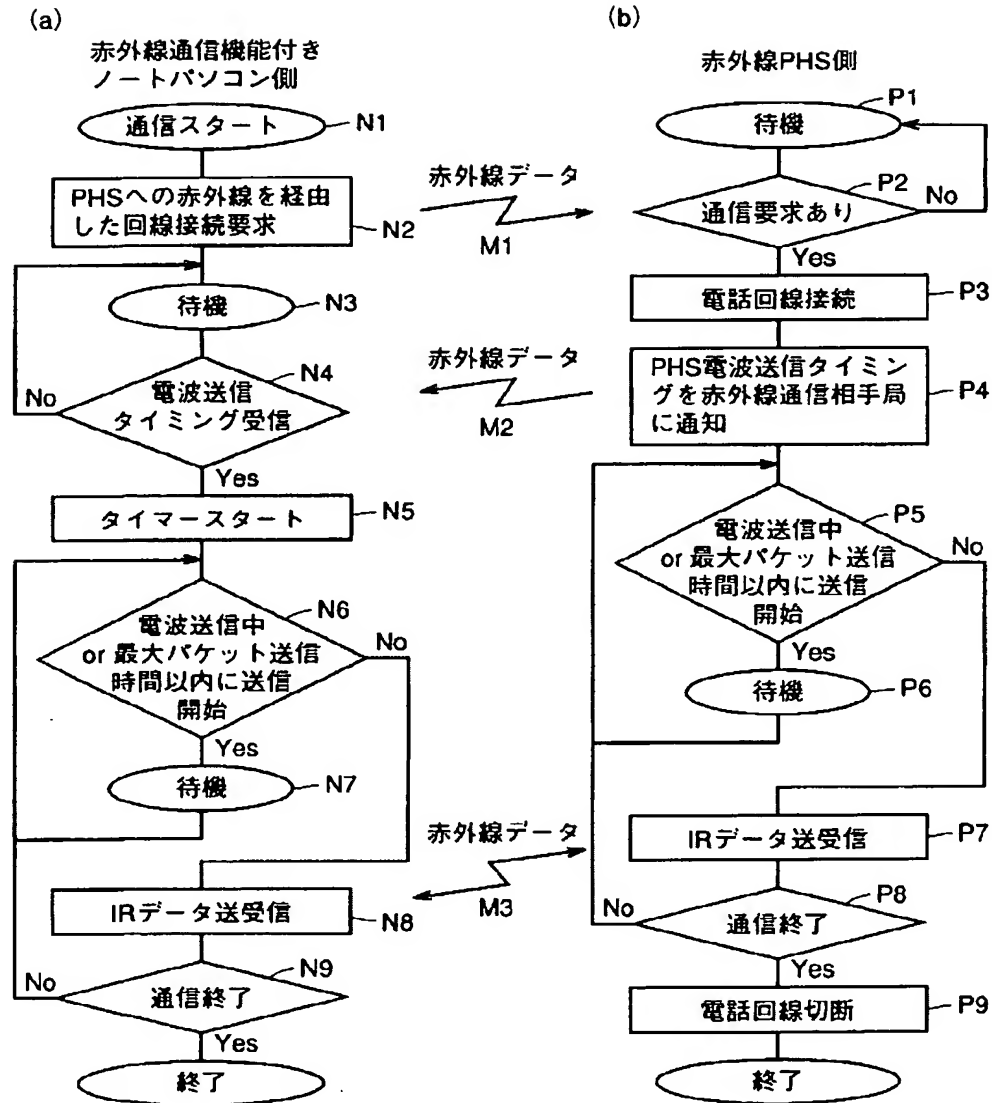 (a)
赤外線通信機能付き
ノートパソコン側
通信スタート
N1
PHSへの赤外線を経由
した回線接続要求
N2
待機
N3
電波送信
タイミング受信
N4
No
Yes
タイマースタート
N5
電波送信中
or 最大パケット送信
時間以内に送信
開始
N6
No
Yes
待機
N7
IRデータ送受信
N8
通信終了
N9
No
Yes
終了
赤外線データ
M1
赤外線データ
M2
赤外線データ
M3
(b)
赤外線PHS側
待機
P1
通信要求あり
P2
No
Yes
電話回線接続
P3
PHS電波送信タイミン
グを赤外線通信相手局
に通知
P4
電波送信中
or 最大パケット送信
時間以内に送信
開始
P5
No
Yes
待機
P6
IRデータ送受信
P7
通信終了
P8
No
Yes
電話回線切断
P9
終了